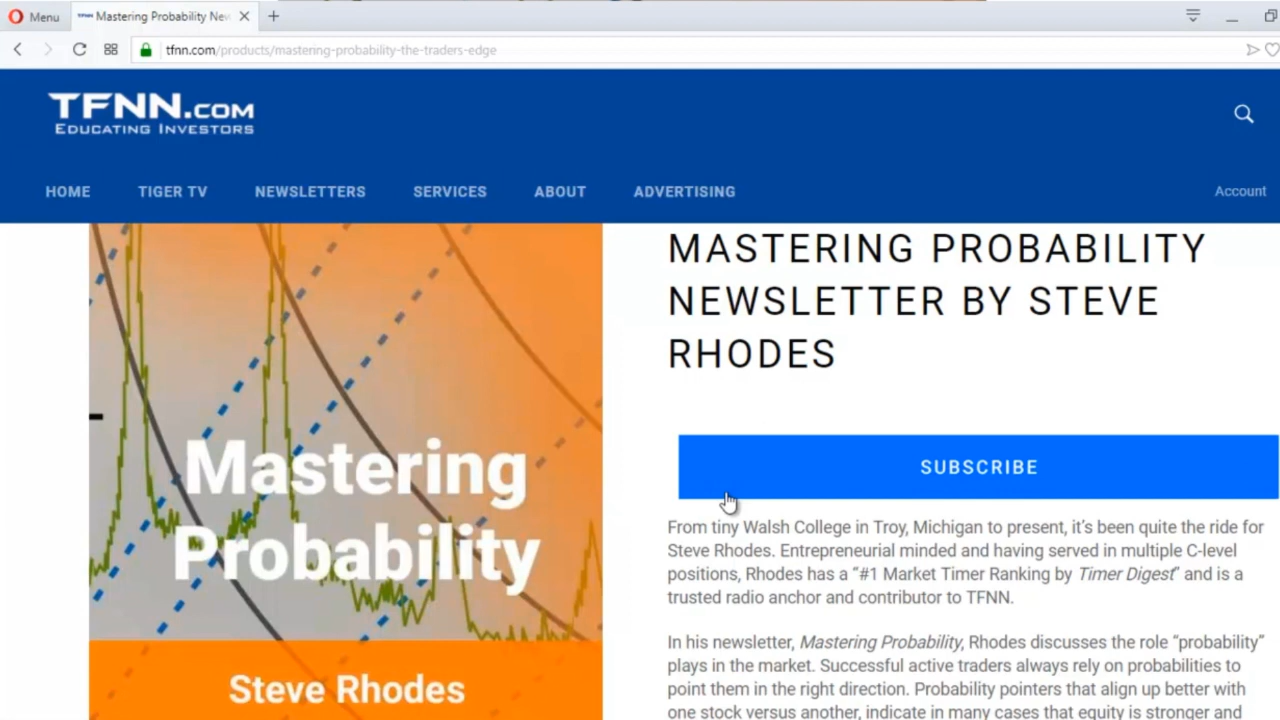 Menu
Mastering Probability New
tfnn.com/products/mastering-probability-the-traders-edge
TFNN.COM
EDUCATING INVESTORS
HOME TIGER TV NEWSLETTERS SERVICES ABOUT ADVERTISING Account
MASTERING PROBABILITY
NEWSLETTER BY STEVE
RHODES
Mastering
Probability
Steve Rhodes
SUBSCRIBE
From tiny Walsh College in Troy, Michigan to present, it's been quite the ride for
Steve Rhodes. Entrepreneurial minded and having served in multiple C-level
positions, Rhodes has a “#1 Market Timer Ranking by Timer Digest” and is a
trusted radio anchor and contributor to TFNN.
In his newsletter, Mastering Probability, Rhodes discusses the role “probability”
plays in the market. Successful active traders always rely on probabilities to
point them in the right direction. Probability pointers that align up better with
one stock versus another, indicate in many cases that equity is stronger and